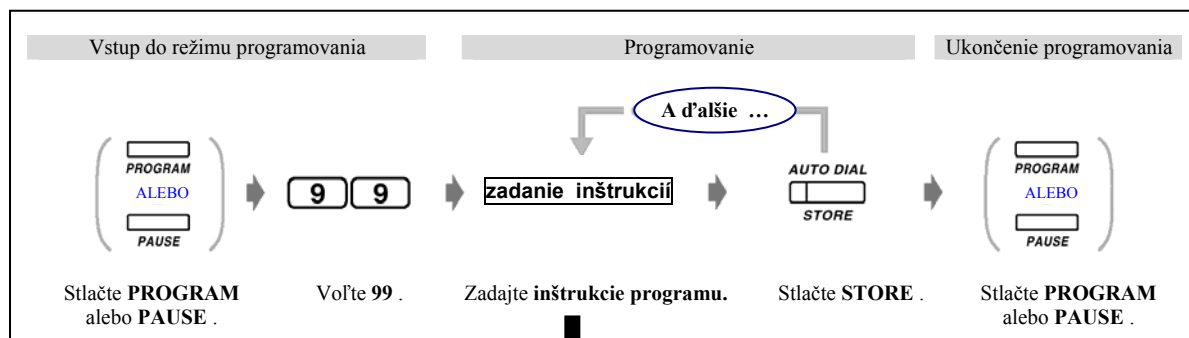 Vstup do režimu programovania
Programovanie
Ukončenie programovania
A ďalšie ...
PROGRAM
ALEBO
PAUSE
9 9
zadanie inštrukcií
AUTO DIAL
STORE
PROGRAM
ALEBO
PAUSE
Stlačte PROGRAM
alebo PAUSE .
Voľte 99 .
Zadajte inštrukcie programu.
Stlačte STORE .
Stlačte PROGRAM
alebo PAUSE .